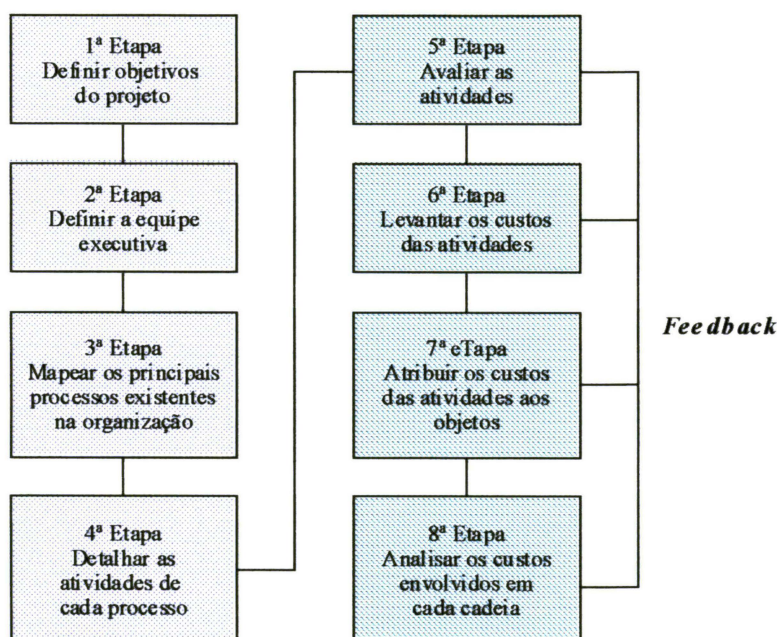 1ª Etapa
Definir objetivos
do projeto
2ª Etapa
Definir a equipe
executiva
3ª Etapa
Mapear os principais
processos existentes
na organização
4ª Etapa
Detalhar as
atividades de
cada processo
5ª Etapa
Avaliar as
atividades
6ª Etapa
Levantar os custos
das atividades
7ª eTapa
Atribuir os custos
das atividades aos
objetos
8ª Etapa
Analisar os custos
envolvidos em
cada cadeia
Feedback